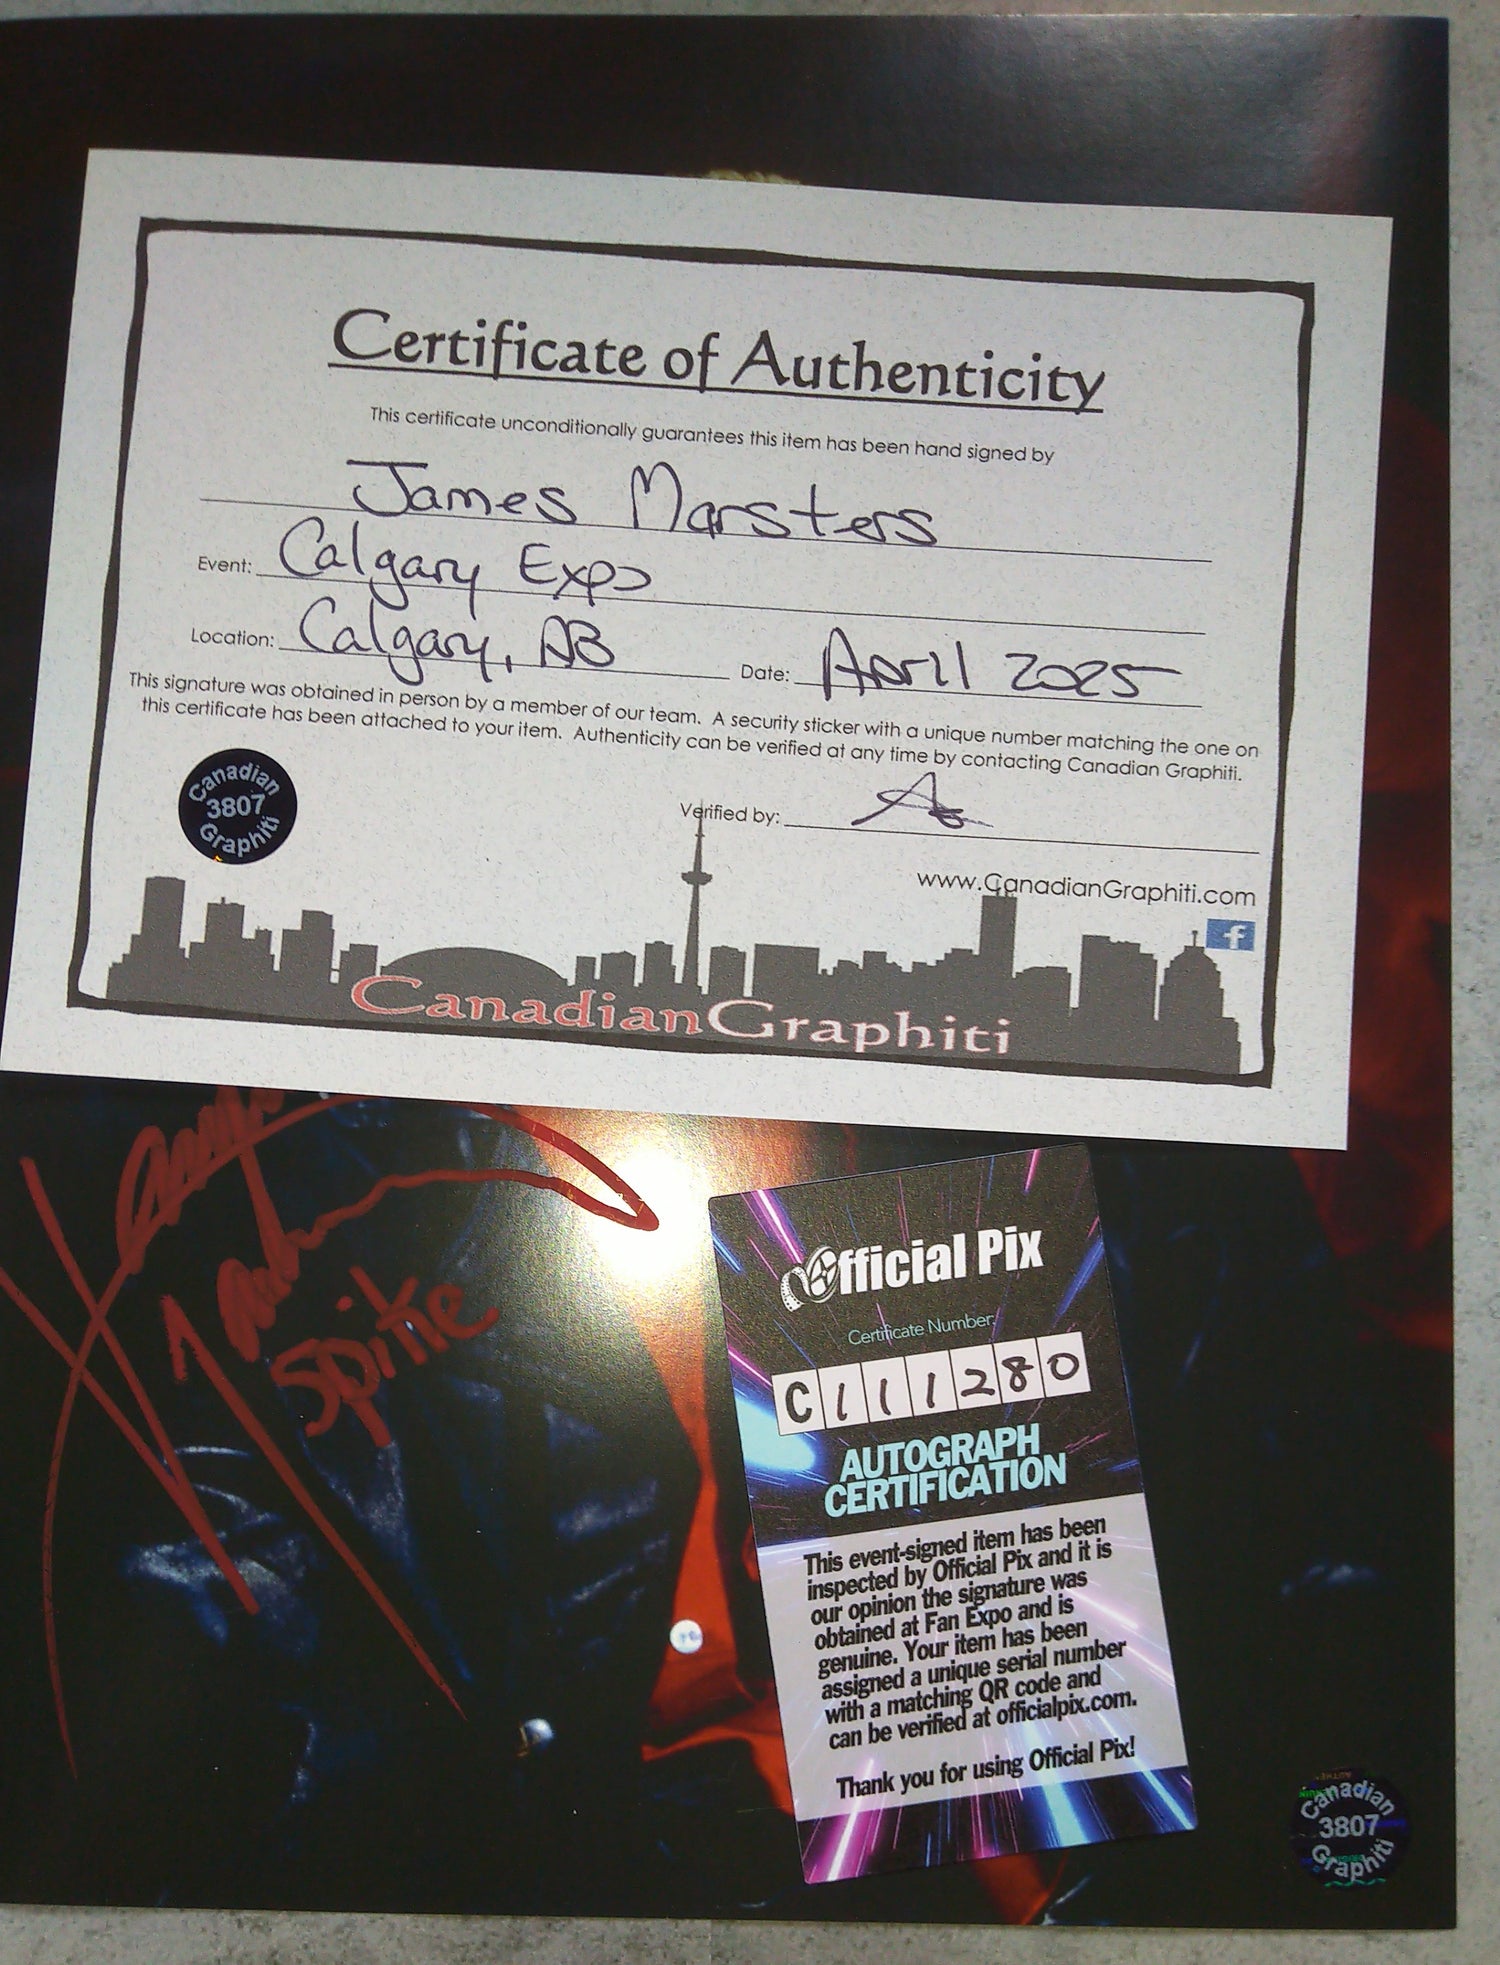 Certificate of Authenticity
This certificate unconditionally guarantees this item has been hand signed by
James Marsters
Event: Calgary Expo
Location: Calgary, AB Date: April 2025
This signature was obtained in person by a member of our team. A security sticker with a unique number matching the one on
this certificate has been attached to your item. Authenticity can be verified at any time by contacting Canadian Graphiti.
Canadian
3807
Graphiti
Verified by:
www.CanadianGraphiti.com
f
CanadianGraphiti
Spike
Official Pix
Certificate Number:
C111280
AUTOGRAPH
CERTIFICATION
This event-signed item has been
inspected by Official Pix and it is
our opinion the signature was
obtained at Fan Expo and is
genuine. Your item has been
assigned a unique serial number
with a matching QR code and
can be verified at officialpix.com.
Thank you for using Official Pix!
Canadian
3807
Graphiti